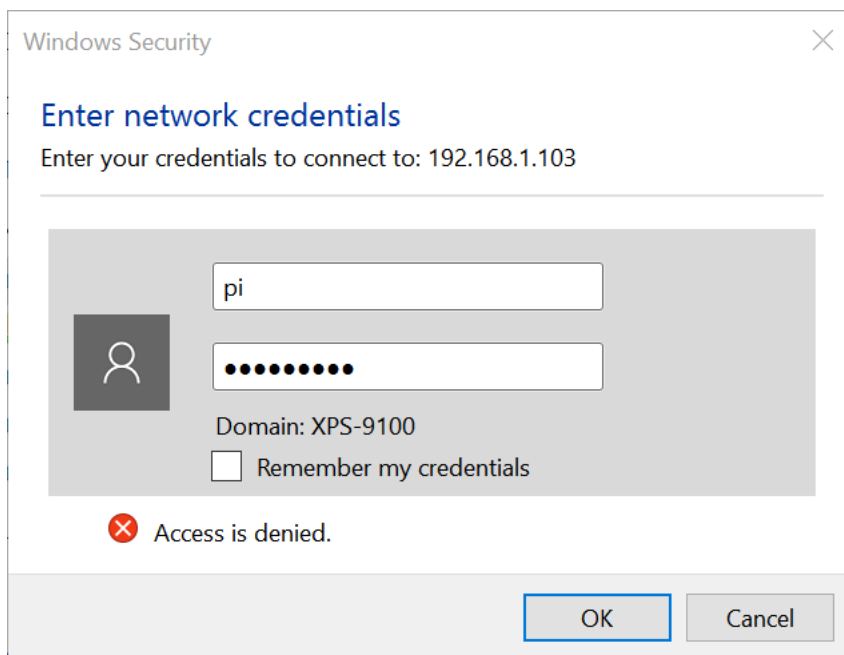 Windows Security
Enter network credentials
Enter your credentials to connect to: 192.168.1.103
pi
●●●●●●●●●
Domain: XPS-9100
Remember my credentials
Access is denied.
OK
Cancel